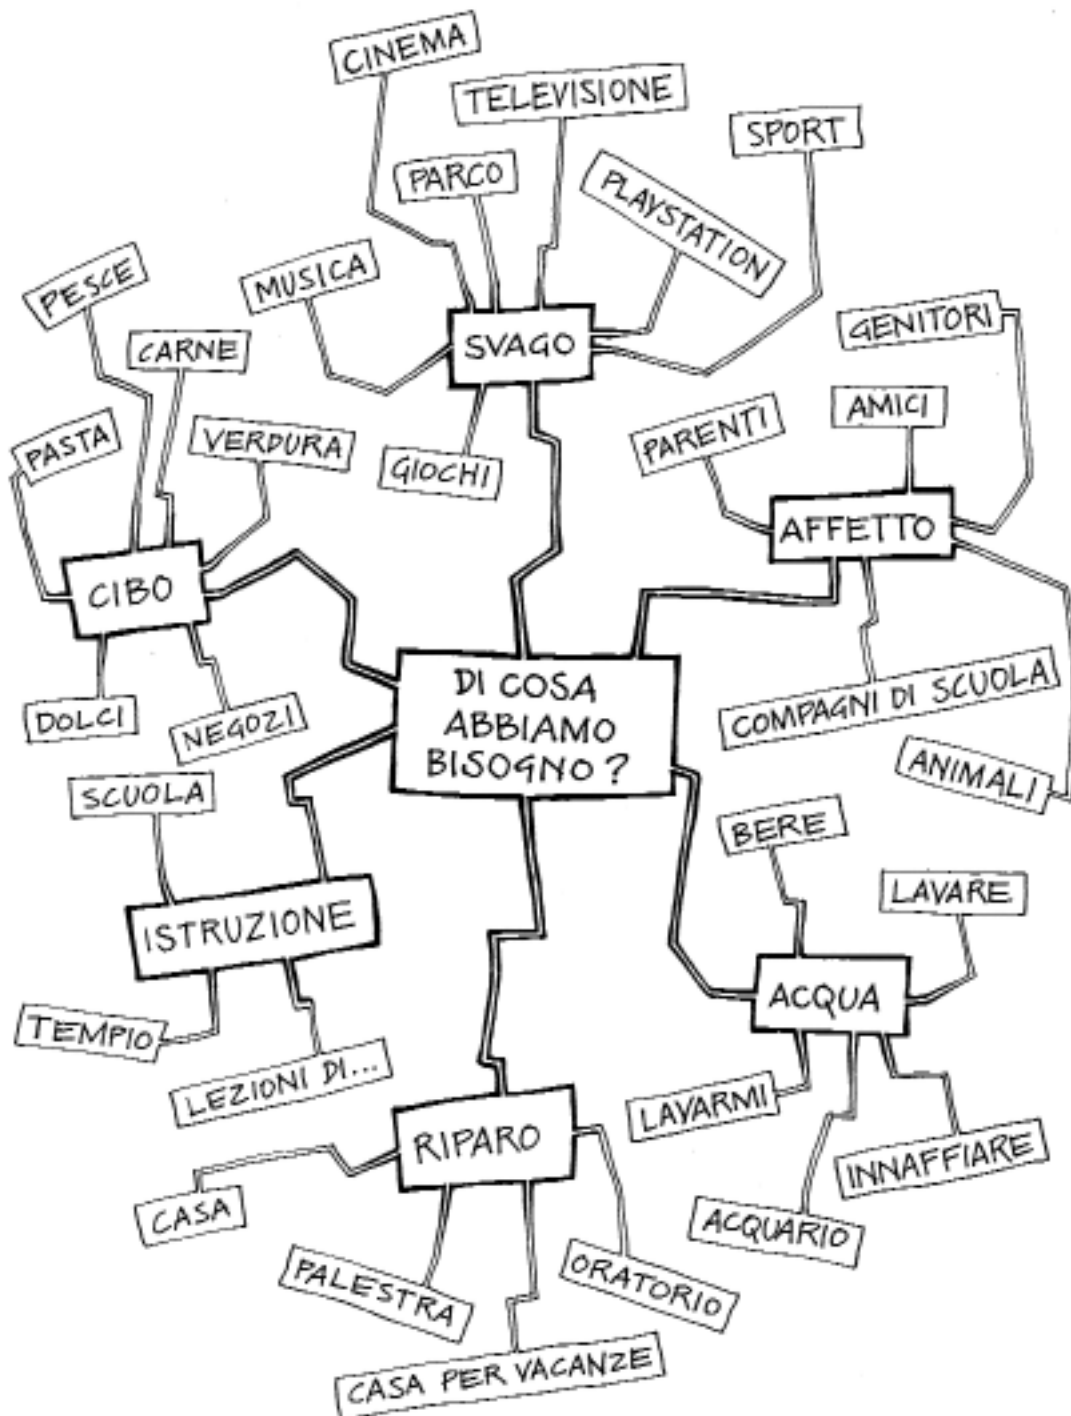 CINEMA
TELEVISIONE
SPORT
PARCO
PLAYSTATION
MUSICA
SVAGO
GIOCHI
PESCE
CARNE
PASTA
VERDURA
CIBO
DOLCI
NEGOZI
GENITORI
AMICI
PARENTI
AFFETTO
COMPAGNI DI SCUOLA
ANIMALI
DI COSA
ABBIAMO
BISOGNO?
SCUOLA
ISTRUZIONE
TEMPIO
LEZIONI DI...
BERE
LAVARE
ACQUA
LAVARMI
INNAFFIARE
ACQUARIO
RIPARO
CASA
PALESTRA
ORATORIO
CASA PER VACANZE